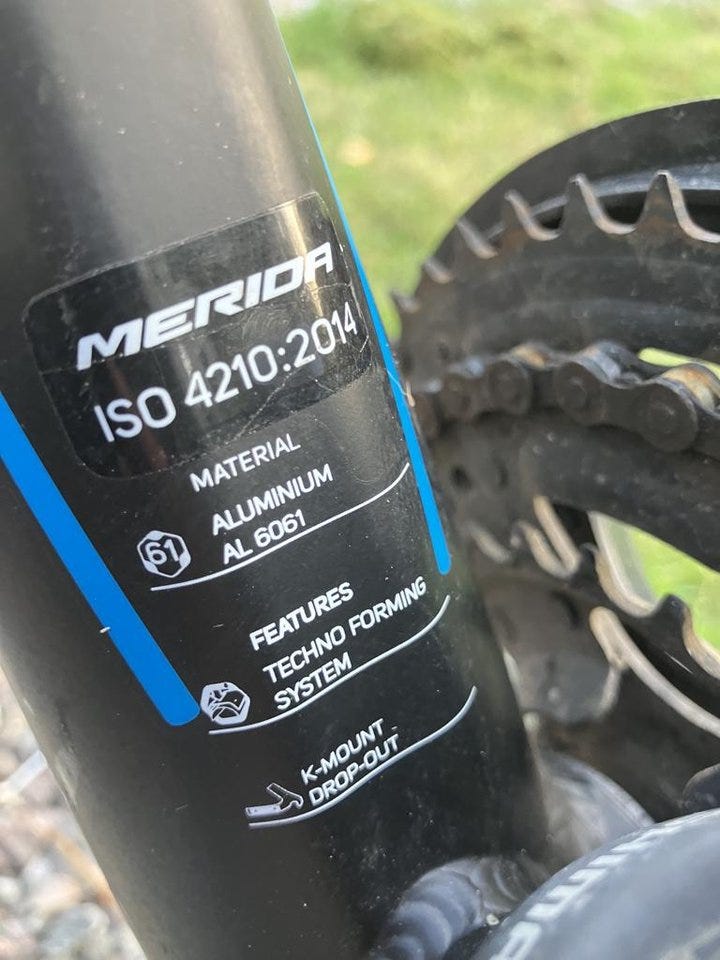 MERIDA
ISO 4210:2014
MATERIAL
61
ALUMINIUM
AL 6061
FEATURES
TECHNO FORMING
SYSTEM
K-MOUNT
DROP-OUT